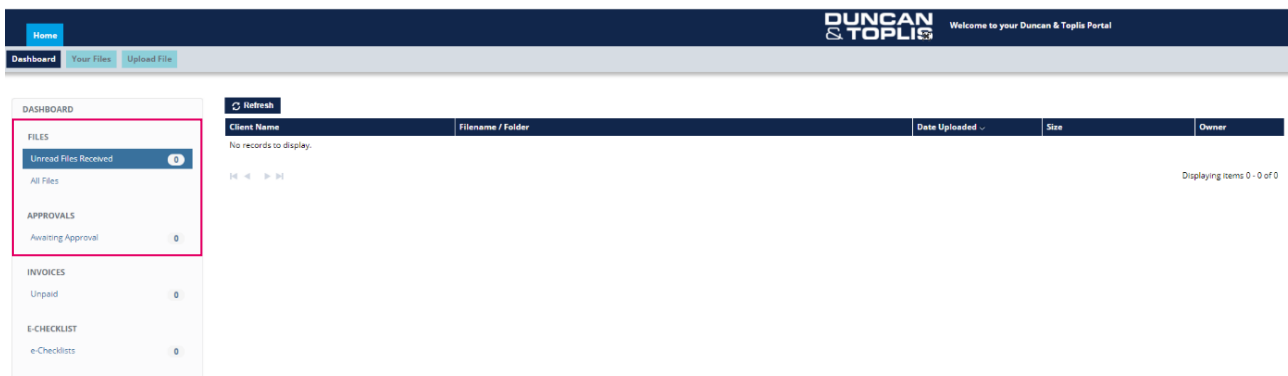 DUNCAN
& TOPLIS
Welcome to your Duncan & Toplis Portal
Home
Dashboard Your Files Upload File
DASHBOARD
FILES
Unread Files Received 0
All Files
APPROVALS
Awaiting Approval 0
INVOICES
Unpaid 0
E-CHECKLIST
e-Checklists 0
Refresh
Client Name Filename / Folder Date Uploaded Size Owner
No records to display.
Displaying items 0 - 0 of 0